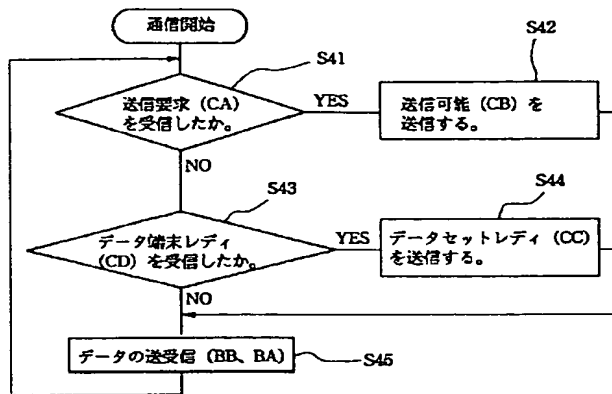 通信開始
S41
送信要求（CA）
を受信したか。
YES
S42
送信可能（CB）を
送信する。
NO
S43
データ端末レディ
（CD）を受信したか。
YES
S44
データセットレディ（CC）
を送信する。
NO
データの送受信（BB、BA）
S45